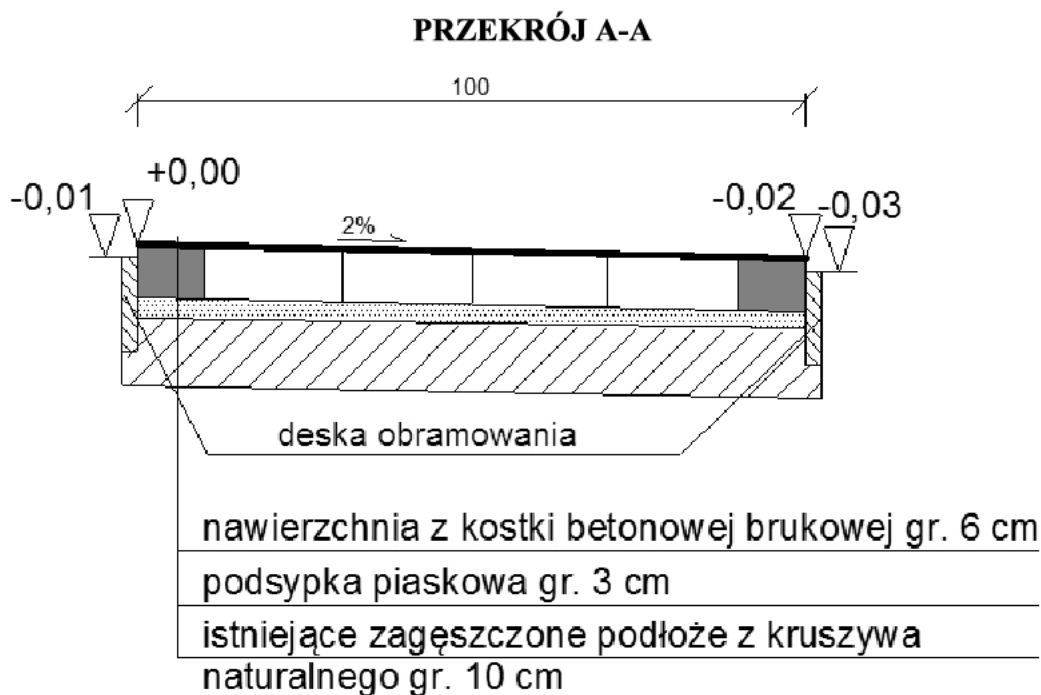 PRZEKRÓJ A-A
100
+0,00
-0,01
-0,02
-0,03
2%
deska obramowania
nawierzchnia z kostki betonowej brukowej gr. 6 cm
podsypka piaskowa gr. 3 cm
istniejące zagęszczone podłoże z kruszywa
naturalnego gr. 10 cm